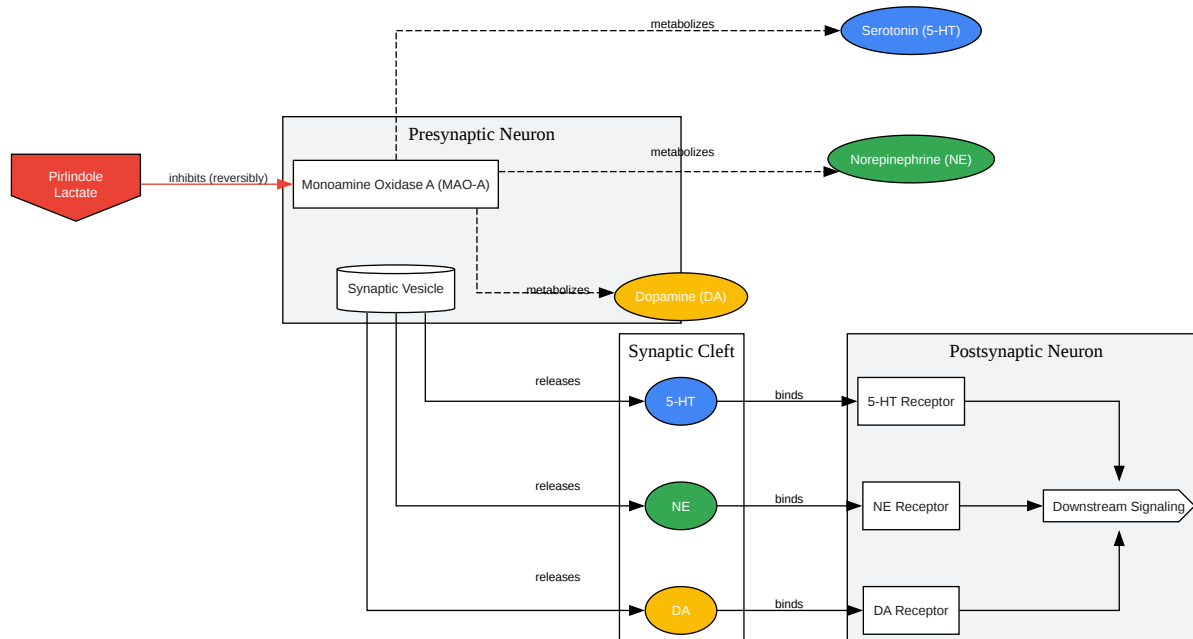 metabolizes
Serotonin (5-HT)
Presynaptic Neuron
metabolizes
Norepinephrine (NE)
Pirlindole
Lactate
inhibits (reversibly)
Monoamine Oxidase A (MAO-A)
Synaptic Vesicle
metabolizes
Dopamine (DA)
Synaptic Cleft
Postsynaptic Neuron
releases
5-HT
binds
5-HT Receptor
releases
NE
binds
NE Receptor
Downstream Signaling
releases
DA
binds
DA Receptor